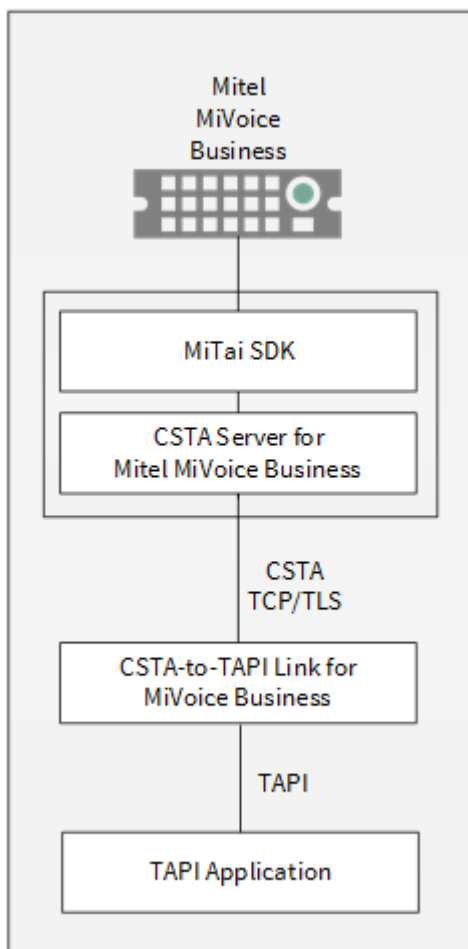 Mitel
MiVoice
Business
MiTai SDK
CSTA Server for
Mitel MiVoice Business
CSTA
TCP/TLS
CSTA-to-TAPI Link for
MiVoice Business
TAPI
TAPI Application